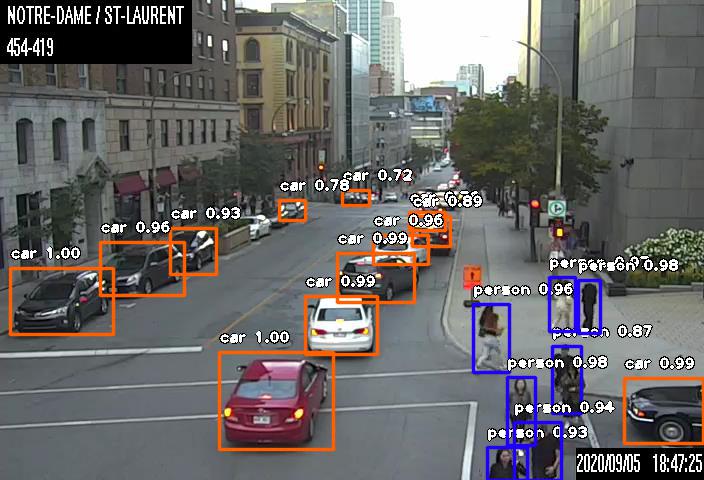 NOTRE-DAME / ST-LAURENT
454-419
car 0.72
car 0.78
car 0.89
car 0.93
car 0.96
car 0.96
car 0.99
car 1.00
car 0.99
person 0.98
person 0.96
person 0.87
car 1.00
person 0.98
car 0.99
person 0.94
person 0.93
2020/09/05 18:47:25